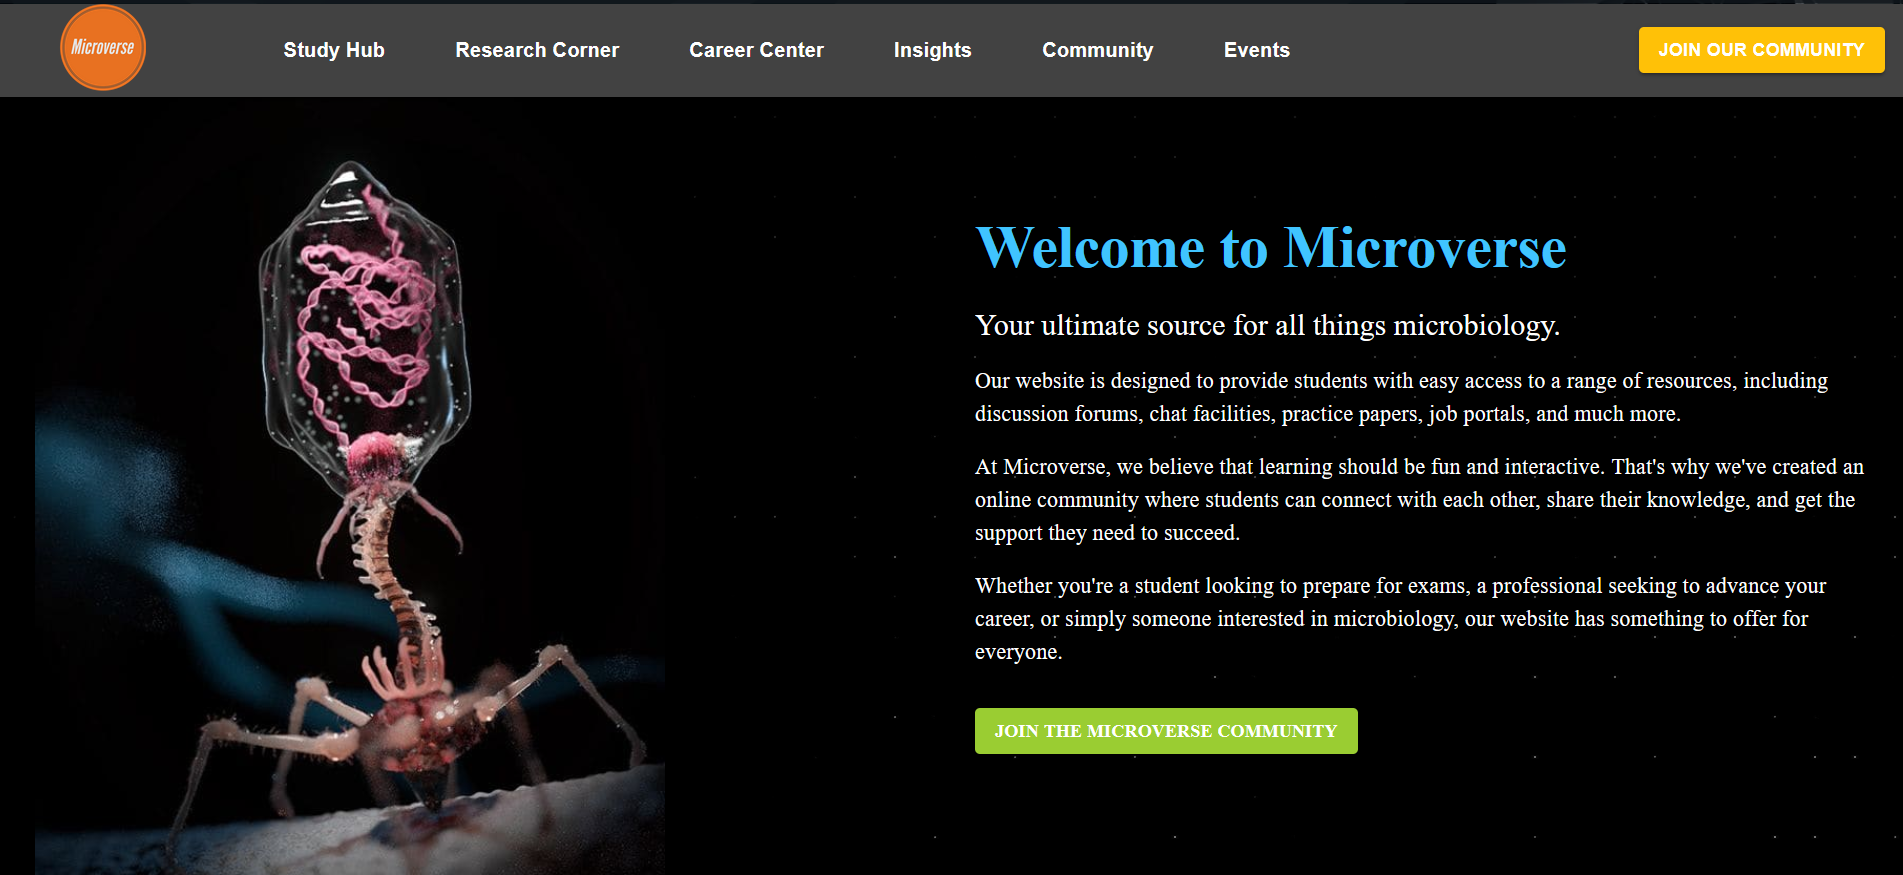 Microverse
Study Hub
Research Corner
Career Center
Insights
Community
Events
JOIN OUR COMMUNITY
Welcome to Microverse
Your ultimate source for all things microbiology.
Our website is designed to provide students with easy access to a range of resources, including
discussion forums, chat facilities, practice papers, job portals, and much more.
At Microverse, we believe that learning should be fun and interactive. That's why we've created an
online community where students can connect with each other, share their knowledge, and get the
support they need to succeed.
Whether you're a student looking to prepare for exams, a professional seeking to advance your
career, or simply someone interested in microbiology, our website has something to offer for
everyone.
JOIN THE MICROVERSE COMMUNITY